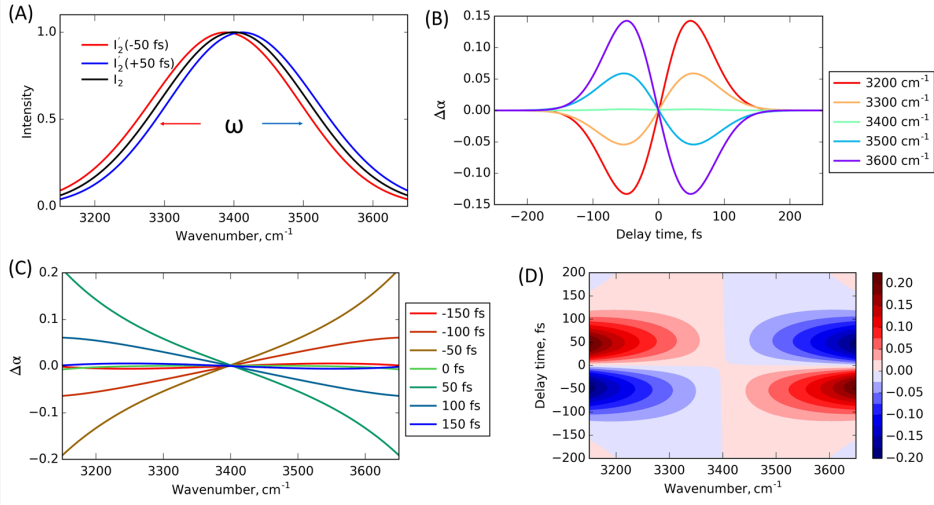 (A)
I₂′(-50 fs)
I₂′(+50 fs)
I₂
ω
Intensity
1.0
0.5
0.0
3200 3300 3400 3500 3600
Wavenumber, cm⁻¹
(B)
Δα
0.15
0.10
0.05
0.00
−0.05
−0.10
−0.15
−200 −100 0 100 200
Delay time, fs
3200 cm⁻¹
3300 cm⁻¹
3400 cm⁻¹
3500 cm⁻¹
3600 cm⁻¹
(C)
Δα
0.2
0.1
0.0
−0.1
−0.2
3200 3300 3400 3500 3600
Wavenumber, cm⁻¹
-150 fs
-100 fs
-50 fs
0 fs
50 fs
100 fs
150 fs
(D)
Delay time, fs
200
150
100
50
0
−50
−100
−150
−200
3200 3300 3400 3500 3600
Wavenumber, cm⁻¹
0.20
0.15
0.10
0.05
0.00
−0.05
−0.10
−0.15
−0.20